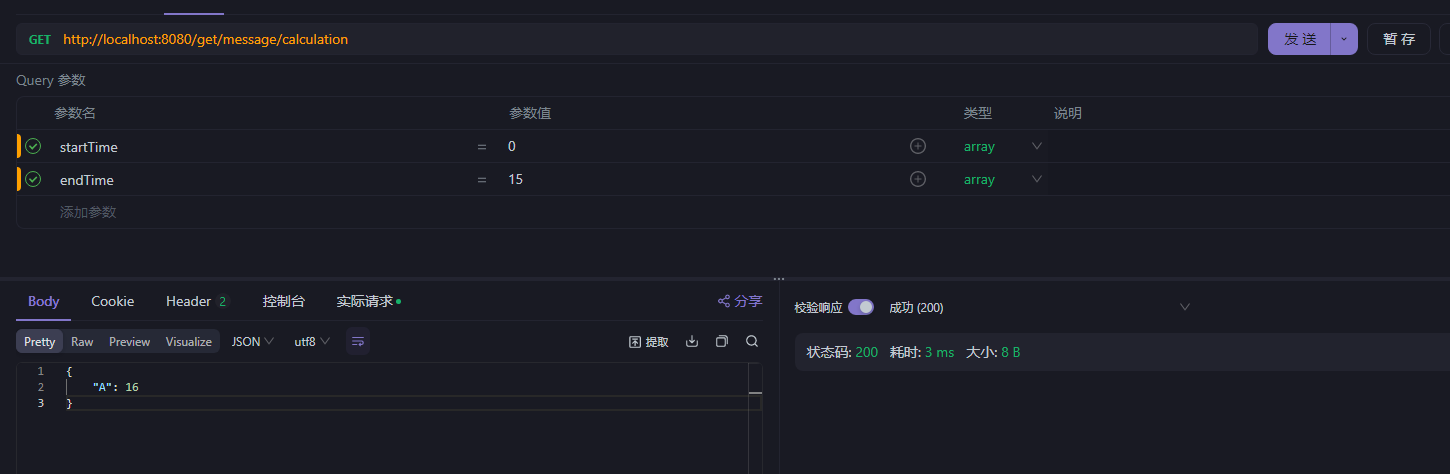 GET http://localhost:8080/get/message/calculation 发 送 暂 存
Query 参数
参数名 参数值 类型 说明
startTime = 0 array
endTime = 15 array
添加参数
Body Cookie Header 2 控制台 实际请求 分享
校验响应 成功 (200)
Pretty Raw Preview Visualize JSON utf8 提取
状态码: 200 耗时: 3 ms 大小: 8 B
1 {
2 "A": 16
3 }